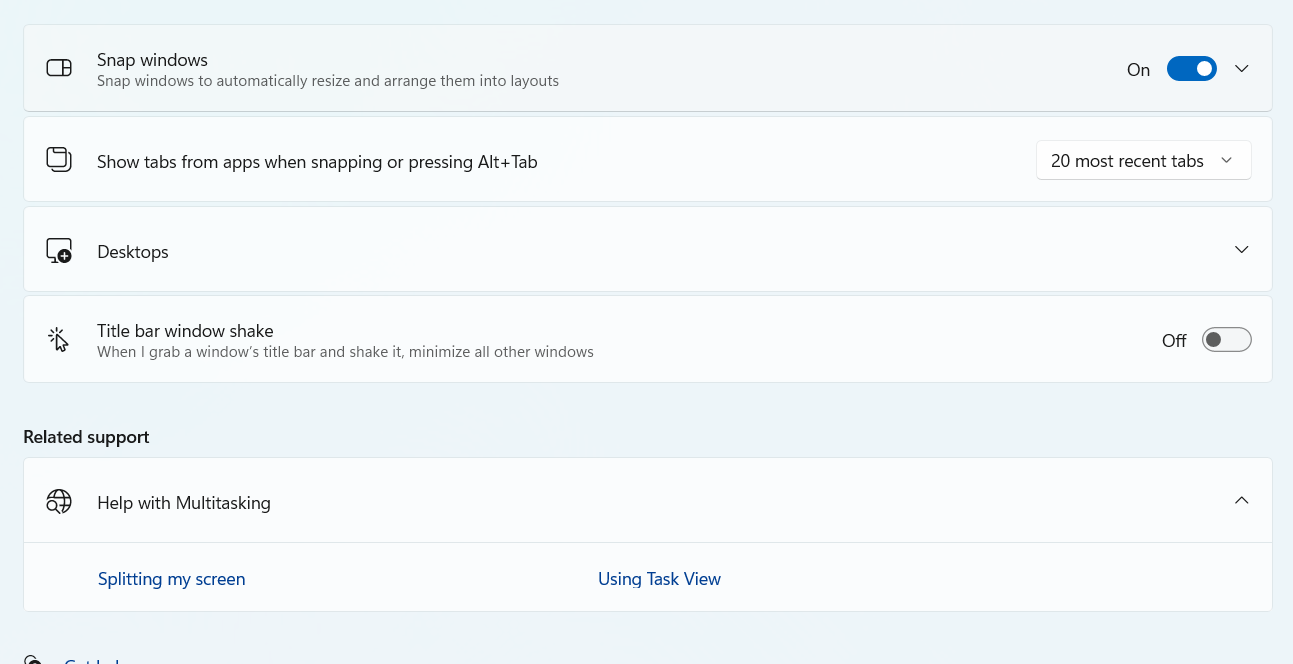 Snap windows
Snap windows to automatically resize and arrange them into layouts
On
Show tabs from apps when snapping or pressing Alt+Tab
20 most recent tabs
Desktops
Title bar window shake
When I grab a window's title bar and shake it, minimize all other windows
Off
Related support
Help with Multitasking
Splitting my screen
Using Task View